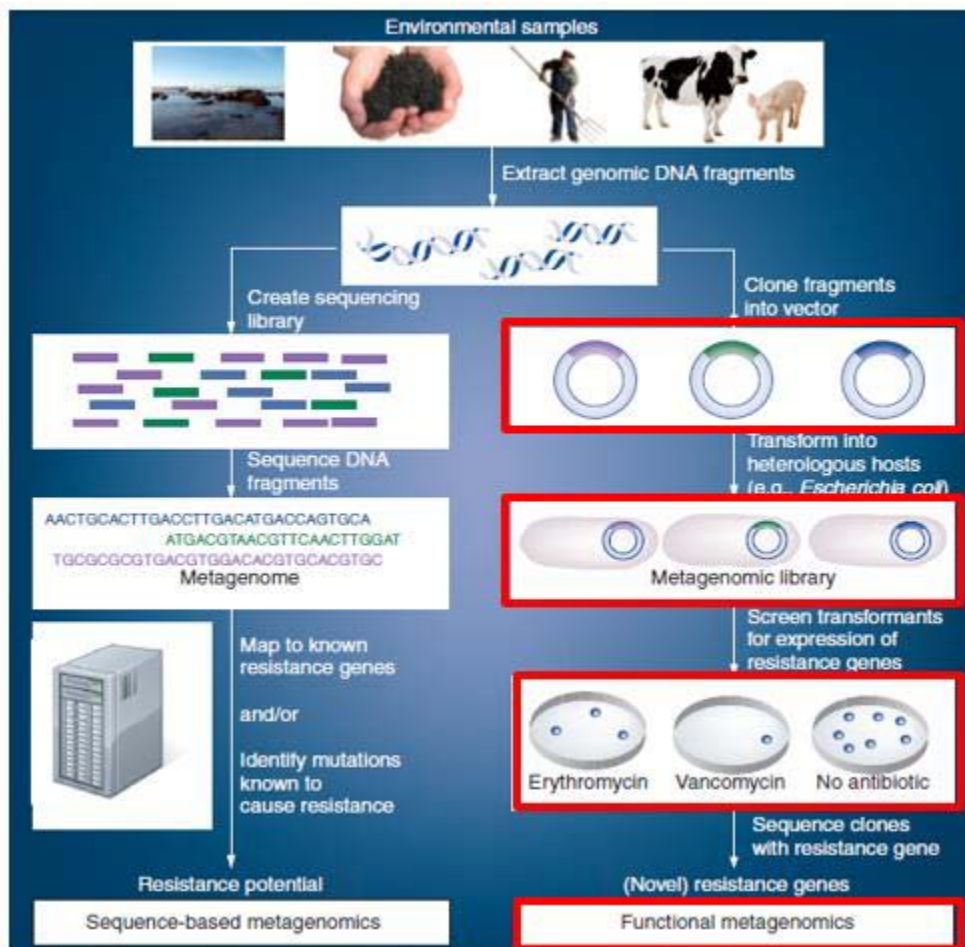 Environmental samples
Extract genomic DNA fragments
Create sequencing
library
Clone fragments
into vector
Sequence DNA
fragments
Transform into
heterologous hosts
(e.g., Escherichia coli)
AACTGCACTTGACCTTGACATGACCAGTGCA
ATGACGTAACGTTCAACTTGGAT
TGCGCGCGTGACGTGGACACGTGCACGTGC
Metagenome
Metagenomic library
Map to known
resistance genes
and/or
Identify mutations
known to
cause resistance
Screen transformants
for expression of
resistance genes
Erythromycin
Vancomycin
No antibiotic
Sequence clones
with resistance gene
Resistance potential
Sequence-based metagenomics
(Novel) resistance genes
Functional metagenomics